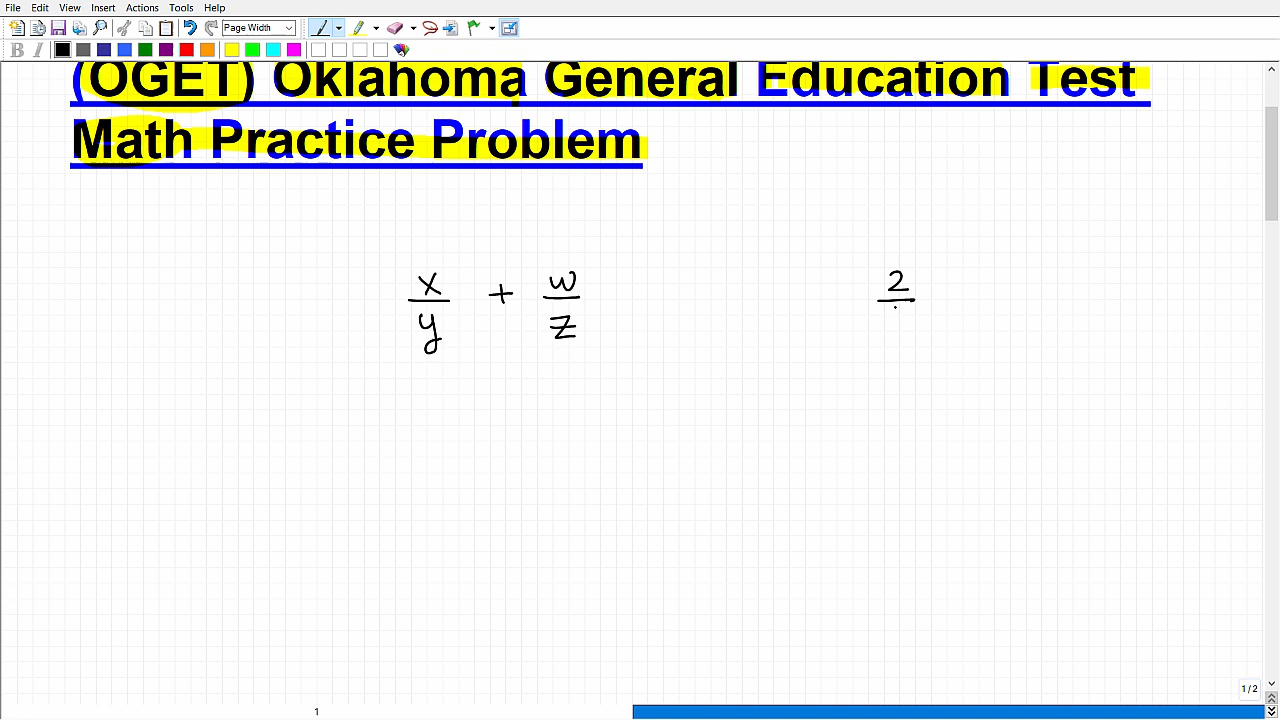 File Edit View Insert Actions Tools Help
Page Width
B I
(OGET) Oklahoma General Education Test
Math Practice Problem
x/y + w/z
2
1/2
1